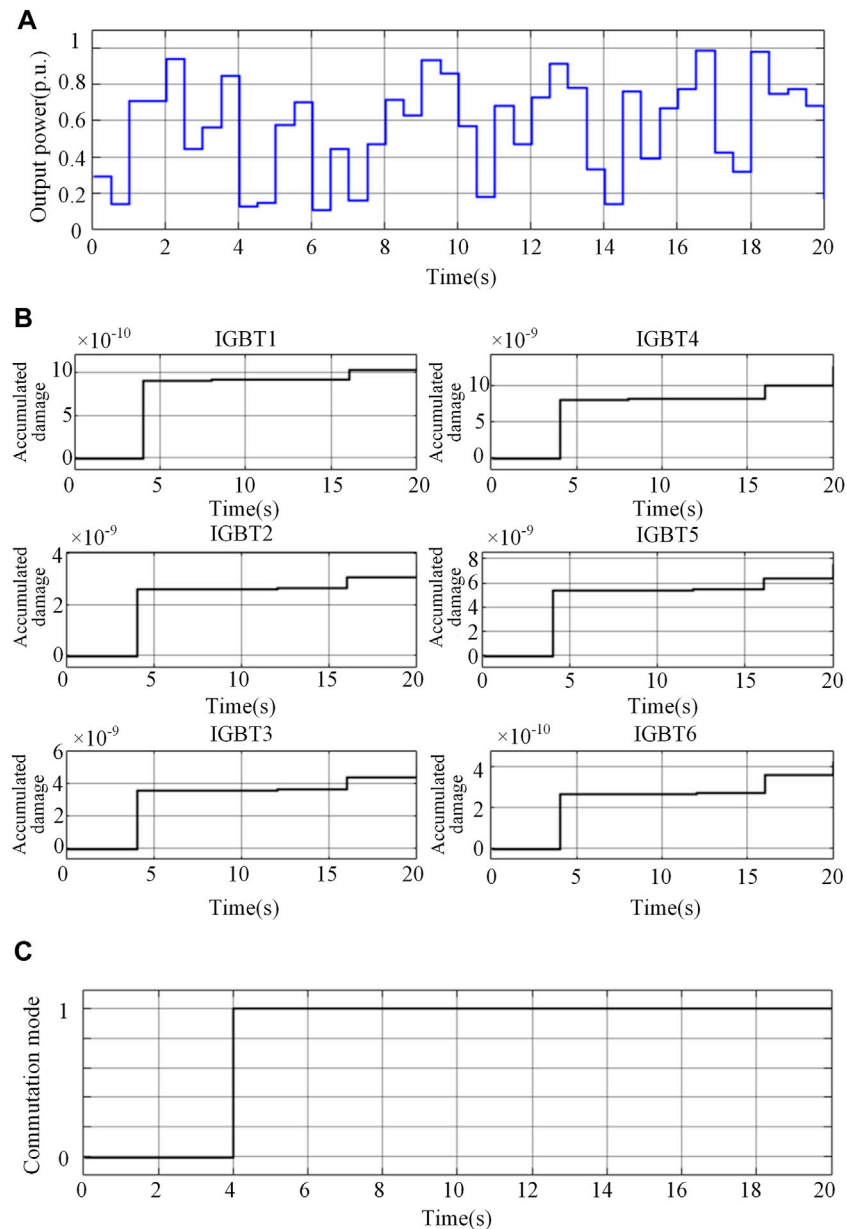 A
Output power(p.u.)
1
0.8
0.6
0.4
0.2
0
0 2 4 6 8 10 12 14 16 18 20
Time(s)
B
×10-10
IGBT1
Accumulated
damage
10
5
0
0 5 10 15 20
Time(s)
×10-9
IGBT4
Accumulated
damage
10
5
0
0 5 10 15 20
Time(s)
×10-9
IGBT2
Accumulated
damage
4
2
0
0 5 10 15 20
Time(s)
×10-9
IGBT5
Accumulated
damage
8
6
4
2
0
0 5 10 15 20
Time(s)
×10-9
IGBT3
Accumulated
damage
6
4
2
0
0 5 10 15 20
Time(s)
×10-10
IGBT6
Accumulated
damage
4
2
0
0 5 10 15 20
Time(s)
C
Commutation mode
1
0
0 2 4 6 8 10 12 14 16 18 20
Time(s)